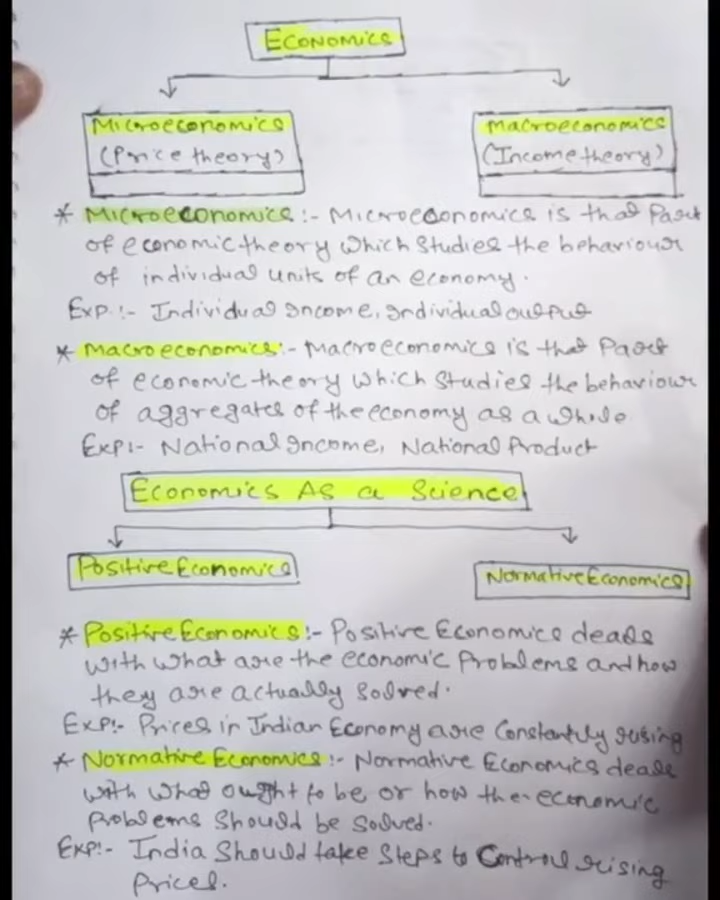 Economics
Microeconomics
(Price theory)
Macroeconomics
(Income theory)
* Microeconomics :- Microeconomics is that Part
of economic theory which studies the behaviour
of individual units of an economy.
Exp :- Individual Income, Individual output
* Macroeconomics :- Macroeconomics is that Part
of economic theory which studies the behaviour
of aggregates of the economy as a whole.
Exp :- National Income, National Product
Economics As a Science
Positive Economics
Normative Economics
* Positive Economics :- Positive Economics deals
with what are the economic Problems and how
they are actually solved.
Exp :- Prices in Indian Economy are Constantly rising
* Normative Economics :- Normative Economics deals
with what ought to be or how the economic
Problems should be solved.
Exp :- India Should take Steps to Control rising
Prices.